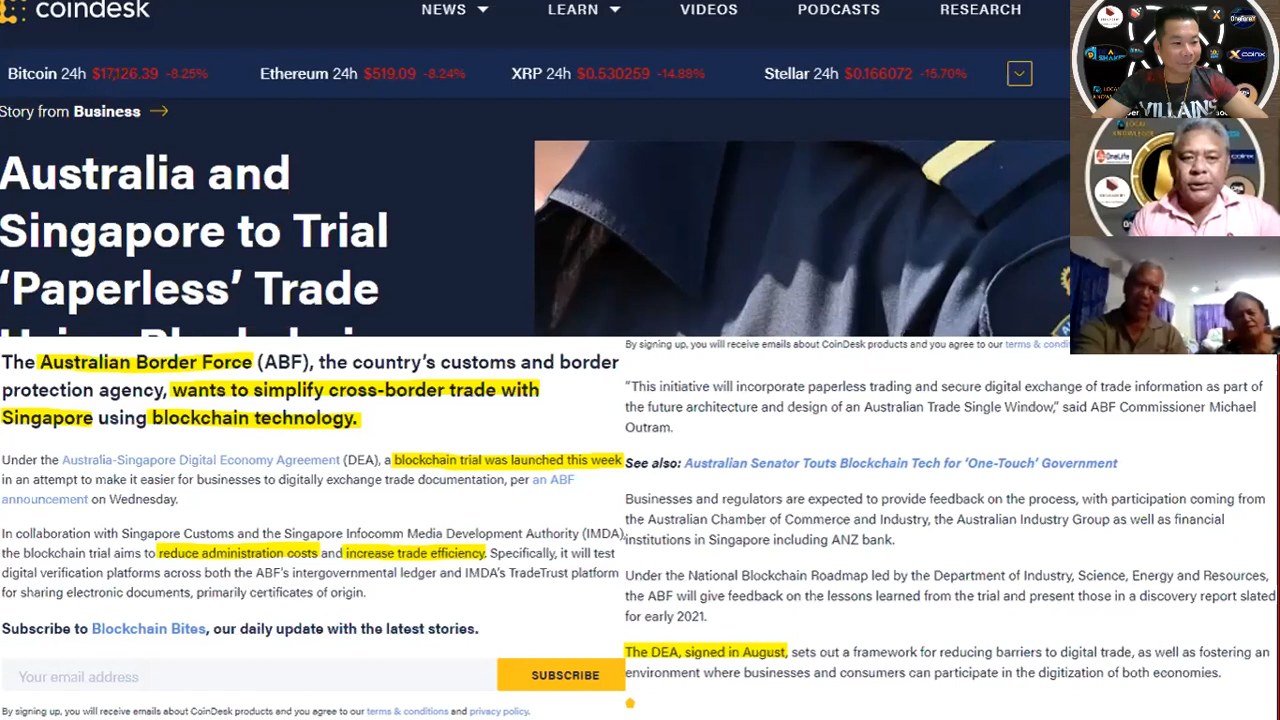 coindesk
NEWS LEARN VIDEOS PODCASTS RESEARCH
Bitcoin 24h $17,126.39 -8.25% Ethereum 24h $519.09 -8.24% XRP 24h $0.530259 -14.88% Stellar 24h $0.166072 -15.70%
Story from Business →
Australia and
Singapore to Trial
‘Paperless’ Trade
The Australian Border Force (ABF), the country’s customs and border
protection agency, wants to simplify cross-border trade with
Singapore using blockchain technology.
Under the Australia-Singapore Digital Economy Agreement (DEA), a blockchain trial was launched this week
in an attempt to make it easier for businesses to digitally exchange trade documentation, per an ABF
announcement on Wednesday.
In collaboration with Singapore Customs and the Singapore Infocomm Media Development Authority (IMDA),
the blockchain trial aims to reduce administration costs and increase trade efficiency. Specifically, it will test
digital verification platforms across both the ABF’s intergovernmental ledger and IMDA’s TradeTrust platform
for sharing electronic documents, primarily certificates of origin.
Subscribe to Blockchain Bites, our daily update with the latest stories.
Your email address SUBSCRIBE
By signing up, you will receive emails about CoinDesk products and you agree to our terms & conditions and privacy policy.
By signing up, you will receive emails about CoinDesk products and you agree to our terms & condi
“This initiative will incorporate paperless trading and secure digital exchange of trade information as part of
the future architecture and design of an Australian Trade Single Window,” said ABF Commissioner Michael
Outram.
See also: Australian Senator Touts Blockchain Tech for ‘One-Touch’ Government
Businesses and regulators are expected to provide feedback on the process, with participation coming from
the Australian Chamber of Commerce and Industry, the Australian Industry Group as well as financial
institutions in Singapore including ANZ bank.
Under the National Blockchain Roadmap led by the Department of Industry, Science, Energy and Resources,
the ABF will give feedback on the lessons learned from the trial and present those in a discovery report slated
for early 2021.
The DEA, signed in August, sets out a framework for reducing barriers to digital trade, as well as fostering an
environment where businesses and consumers can participate in the digitization of both economies.
VILLAINS
OneLife
coinx